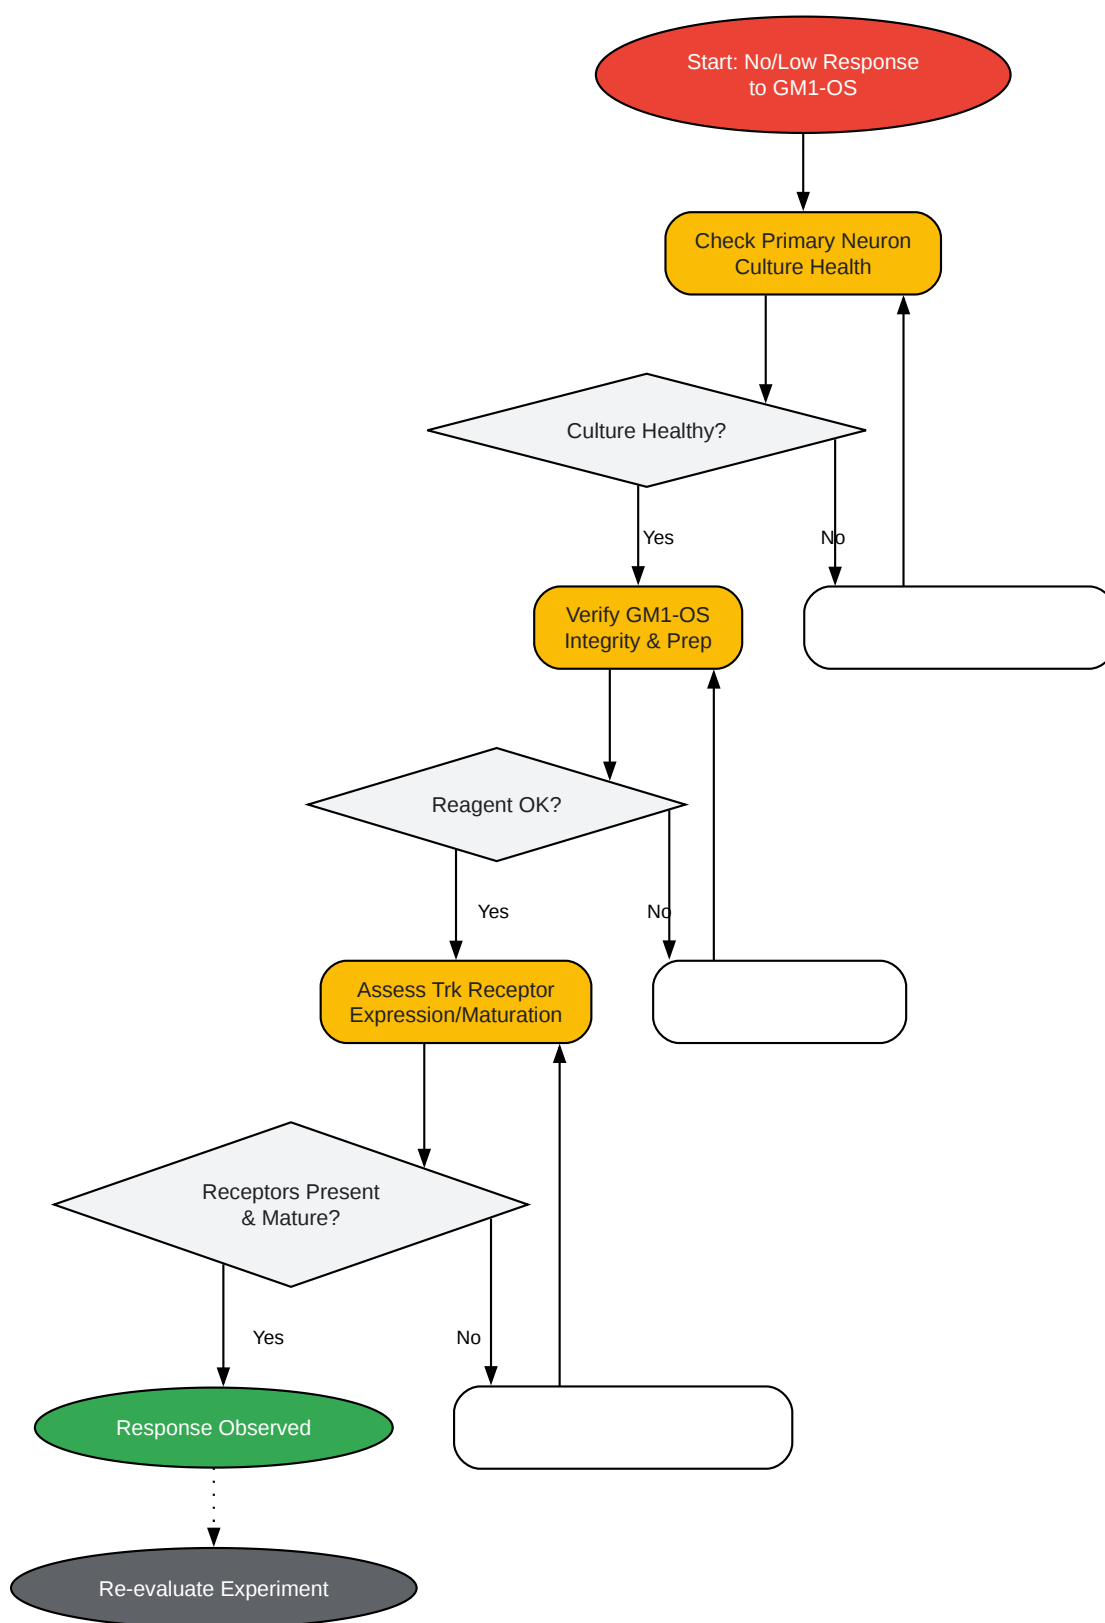 Start: No/Low Response
to GM1-OS
Check Primary Neuron
Culture Health
Culture Healthy?
Yes
No
Verify GM1-OS
Integrity & Prep
Reagent OK?
Yes
No
Assess Trk Receptor
Expression/Maturation
Receptors Present
& Mature?
Yes
No
Response Observed
Re-evaluate Experiment